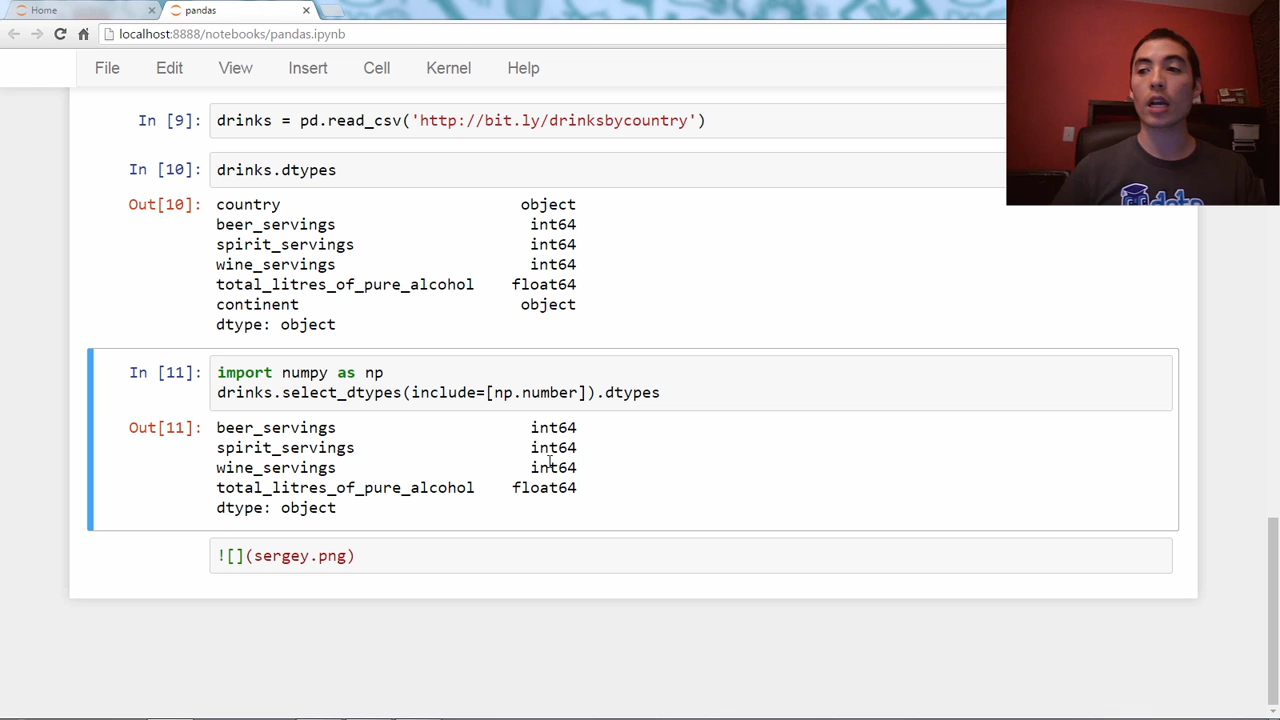 Home
pandas
localhost:8888/notebooks/pandas.ipynb
File Edit View Insert Cell Kernel Help
In [9]: drinks = pd.read_csv('http://bit.ly/drinksbycountry')
In [10]: drinks.dtypes
Out[10]: country object
beer_servings int64
spirit_servings int64
wine_servings int64
total_litres_of_pure_alcohol float64
continent object
dtype: object
In [11]: import numpy as np
drinks.select_dtypes(include=[np.number]).dtypes
Out[11]: beer_servings int64
spirit_servings int64
wine_servings int64
total_litres_of_pure_alcohol float64
dtype: object
![](sergey.png)